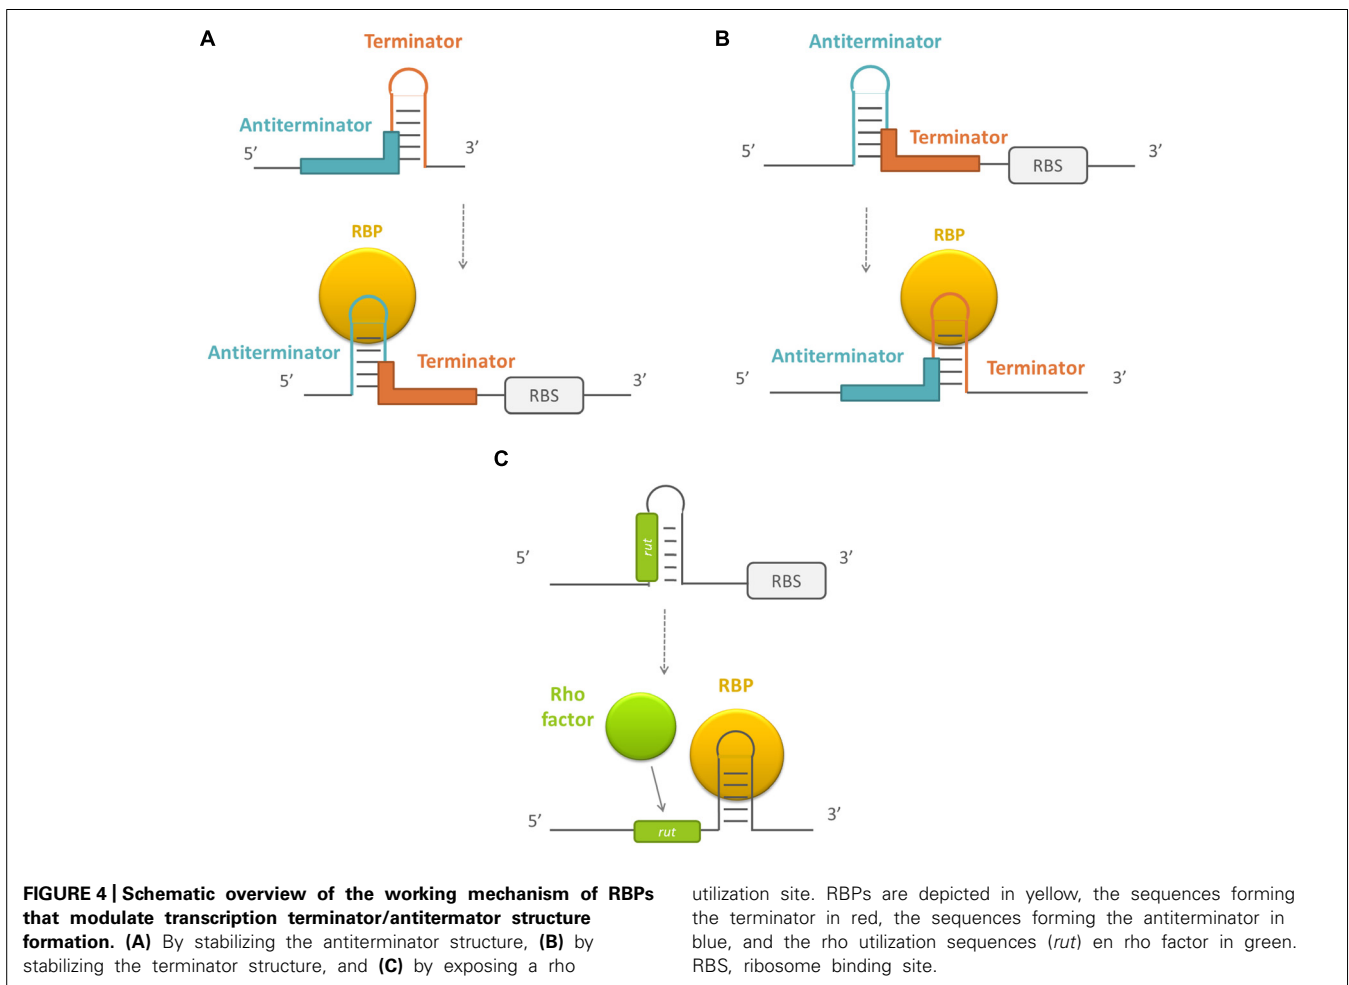 A
Terminator
Antiterminator
5′
3′
RBP
Antiterminator
Terminator
5′
RBS
3′
B
Antiterminator
Terminator
5′
RBS
3′
RBP
Antiterminator
Terminator
5′
3′
C
rut
5′
3′
RBS
Rho
factor
RBP
5′
rut
3′
FIGURE 4 | Schematic overview of the working mechanism of RBPs
that modulate transcription terminator/antitermator structure
formation. (A) By stabilizing the antiterminator structure, (B) by
stabilizing the terminator structure, and (C) by exposing a rho
utilization site. RBPs are depicted in yellow, the sequences forming
the terminator in red, the sequences forming the antiterminator in
blue, and the rho utilization sequences (rut) en rho factor in green.
RBS, ribosome binding site.